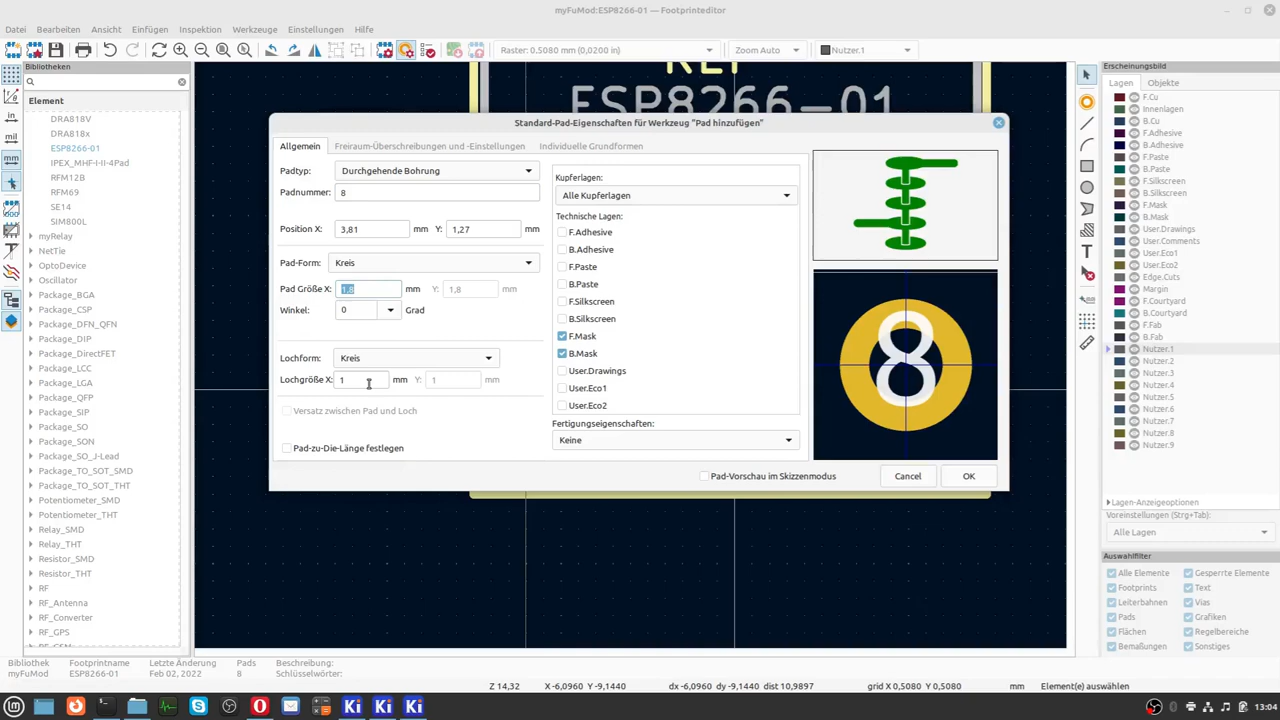 myFuMod:ESP8266-01 — Footprinteditor
Datei Bearbeiten Ansicht Einfügen Inspektion Werkzeuge Einstellungen Hilfe
Raster: 0.5080 mm (0,0200 in) Zoom Auto Nutzer.1
Bibliotheken
Element
DRA818V
DRA818x
ESP8266-01
IPEX_MHF-I-II-4Pad
RFM12B
RFM69
SE14
SIM800L
myRelay
NetTie
OptoDevice
Oscillator
Package_BGA
Package_CSP
Package_DFN_QFN
Package_DIP
Package_DirectFET
Package_LCC
Package_LGA
Package_QFP
Package_SIP
Package_SO
Package_SON
Package_SO_J-Lead
Package_TO_SOT_SMD
Package_TO_SOT_THT
Potentiometer_SMD
Potentiometer_THT
Relay_SMD
Relay_THT
Resistor_SMD
Resistor_THT
RF
RF_Antenna
RF_Converter
RF_GPS
RF_GSM
in
mil
mm
REF
ESP8266-01
Standard-Pad-Eigenschaften für Werkzeug "Pad hinzufügen"
Allgemein Freiraum-Überschreibungen und -Einstellungen Individuelle Grundformen
Padtyp: Durchgehende Bohrung
Padnummer: 8
Position X: 3,81 mm Y: 1,27 mm
Pad-Form: Kreis
Pad Größe X: 1,8 mm Y: 1,8 mm
Winkel: 0 Grad
Lochform: Kreis
Lochgröße X: 1 mm Y: 1 mm
Versatz zwischen Pad und Loch
Pad-zu-Die-Länge festlegen
Kupferlagen:
Alle Kupferlagen
Technische Lagen:
F.Adhesive
B.Adhesive
F.Paste
B.Paste
F.Silkscreen
B.Silkscreen
F.Mask
B.Mask
User.Drawings
User.Eco1
User.Eco2
Fertigungseigenschaften:
Keine
8
Pad-Vorschau im Skizzenmodus Cancel OK
Erscheinungsbild
Lagen Objekte
F.Cu
Innenlagen
B.Cu
F.Adhesive
B.Adhesive
F.Paste
B.Paste
F.Silkscreen
B.Silkscreen
F.Mask
B.Mask
User.Drawings
User.Comments
User.Eco1
User.Eco2
Edge.Cuts
Margin
F.Courtyard
B.Courtyard
F.Fab
B.Fab
Nutzer.1
Nutzer.2
Nutzer.3
Nutzer.4
Nutzer.5
Nutzer.6
Nutzer.7
Nutzer.8
Nutzer.9
Lagen-Anzeigeoptionen
Voreinstellungen (Strg+Tab):
Alle Lagen
Auswahlfilter
Alle Elemente Gesperrte Elemente
Footprints Text
Leiterbahnen Vias
Pads Grafiken
Flächen Regelbereiche
Bemaßungen Sonstiges
Bibliothek Footprintname Letzte Änderung Pads Beschreibung:
myFuMod ESP8266-01 Feb 02, 2022 8 Schlüsselwörter:
Z 14,32 X -6,0960 Y -9,1440 dx -6,0960 dy -9,1440 dist 10,9897 grid X 0,5080 Y 0,5080 mm Element(e) auswählen
Ki Ki Ki
13:04